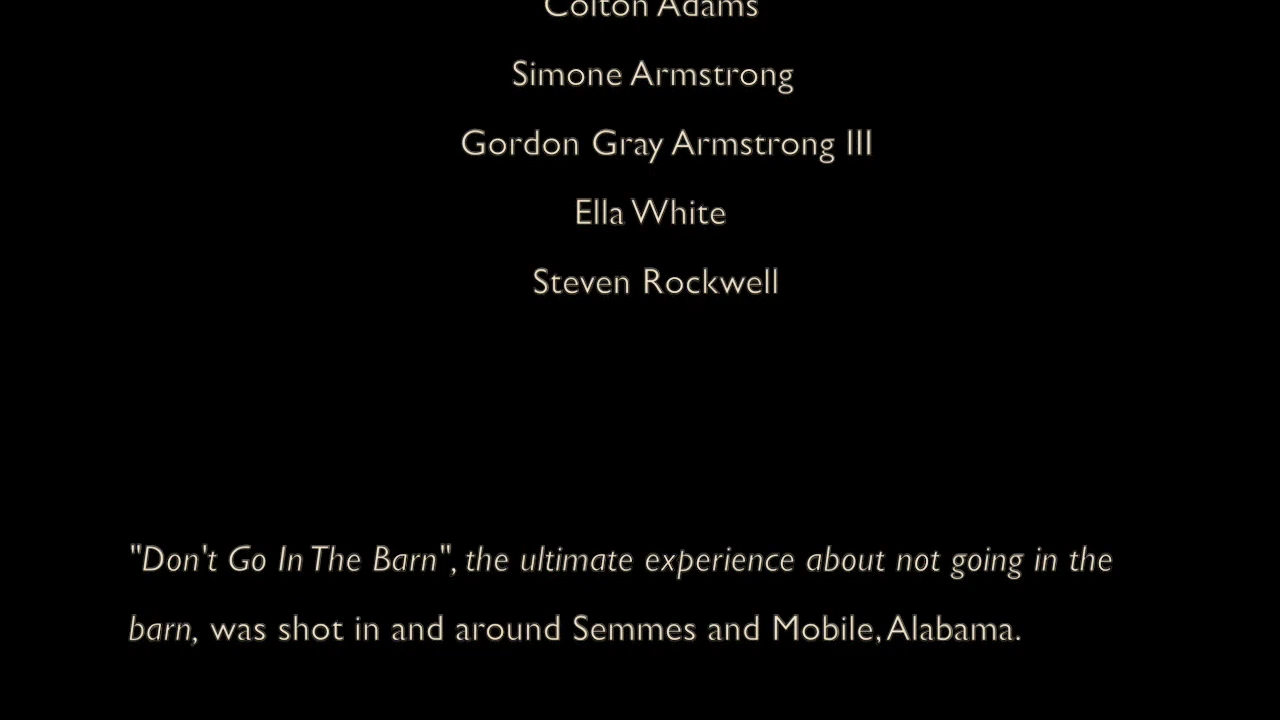 Colton Adams
Simone Armstrong
Gordon Gray Armstrong III
Ella White
Steven Rockwell
"Don't Go In The Barn", the ultimate experience about not going in the
barn, was shot in and around Semmes and Mobile, Alabama.